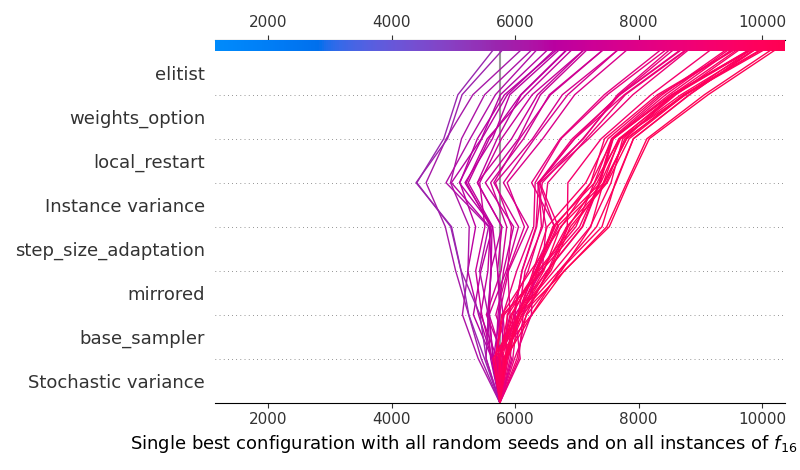 2000 4000 6000 8000 10000
elitist
weights_option
local_restart
Instance variance
step_size_adaptation
mirrored
base_sampler
Stochastic variance
2000 4000 6000 8000 10000
Single best configuration with all random seeds and on all instances of f16